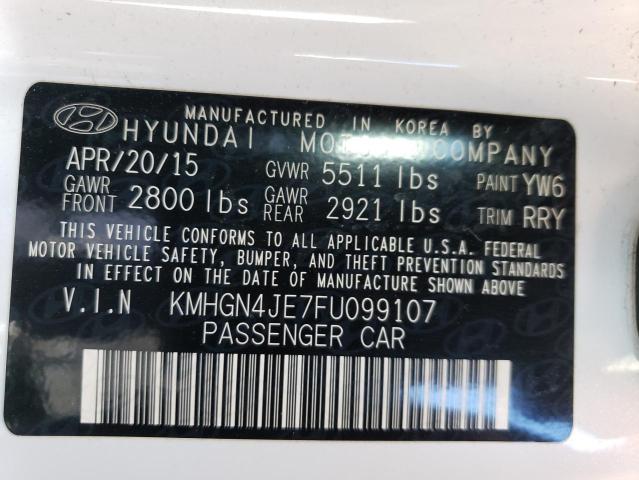 MANUFACTURED IN KOREA BY
HYUNDAI MOTOR COMPANY
APR/20/15 GVWR 5511 lbs PAINT YW6
GAWR FRONT 2800 lbs GAWR REAR 2921 lbs TRIM RRY
THIS VEHICLE CONFORMS TO ALL APPLICABLE U.S.A. FEDERAL
MOTOR VEHICLE SAFETY, BUMPER, AND THEFT PREVENTION STANDARDS
IN EFFECT ON THE DATE OF MANUFACTURE SHOWN ABOVE.
V.I.N KMHGN4JE7FU099107
PASSENGER CAR